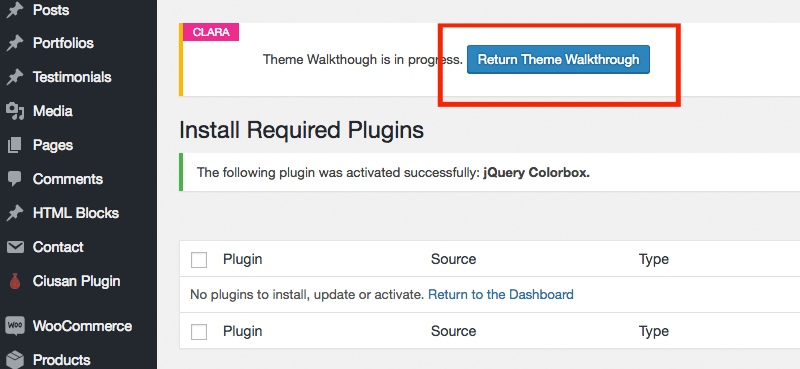 Posts
Portfolios
Testimonials
Media
Pages
Comments
HTML Blocks
Contact
Ciusan Plugin
WOO WooCommerce
Products
CLARA
Theme Walkthough is in progress. Return Theme Walkthrough
Install Required Plugins
The following plugin was activated successfully: jQuery Colorbox.
Plugin Source Type
No plugins to install, update or activate. Return to the Dashboard
Plugin Source Type